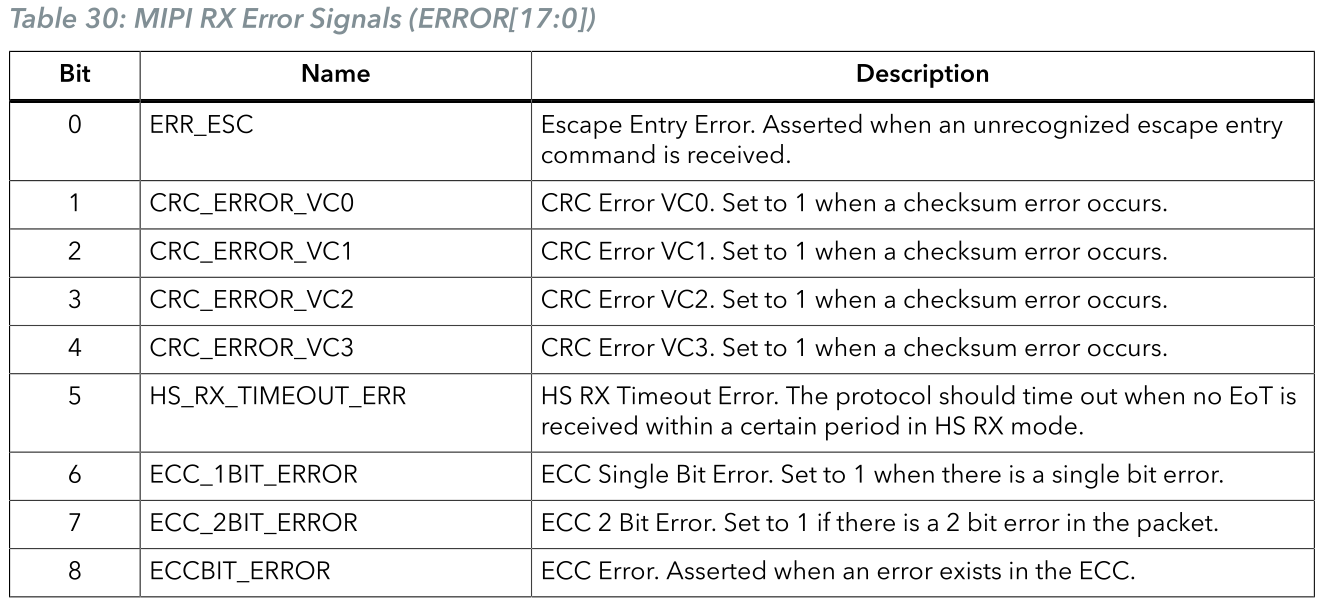 Table 30: MIPI RX Error Signals (ERROR[17:0])
Bit Name Description
0 ERR_ESC Escape Entry Error. Asserted when an unrecognized escape entry
command is received.
1 CRC_ERROR_VC0 CRC Error VC0. Set to 1 when a checksum error occurs.
2 CRC_ERROR_VC1 CRC Error VC1. Set to 1 when a checksum error occurs.
3 CRC_ERROR_VC2 CRC Error VC2. Set to 1 when a checksum error occurs.
4 CRC_ERROR_VC3 CRC Error VC3. Set to 1 when a checksum error occurs.
5 HS_RX_TIMEOUT_ERR HS RX Timeout Error. The protocol should time out when no EoT is
received within a certain period in HS RX mode.
6 ECC_1BIT_ERROR ECC Single Bit Error. Set to 1 when there is a single bit error.
7 ECC_2BIT_ERROR ECC 2 Bit Error. Set to 1 if there is a 2 bit error in the packet.
8 ECCBIT_ERROR ECC Error. Asserted when an error exists in the ECC.